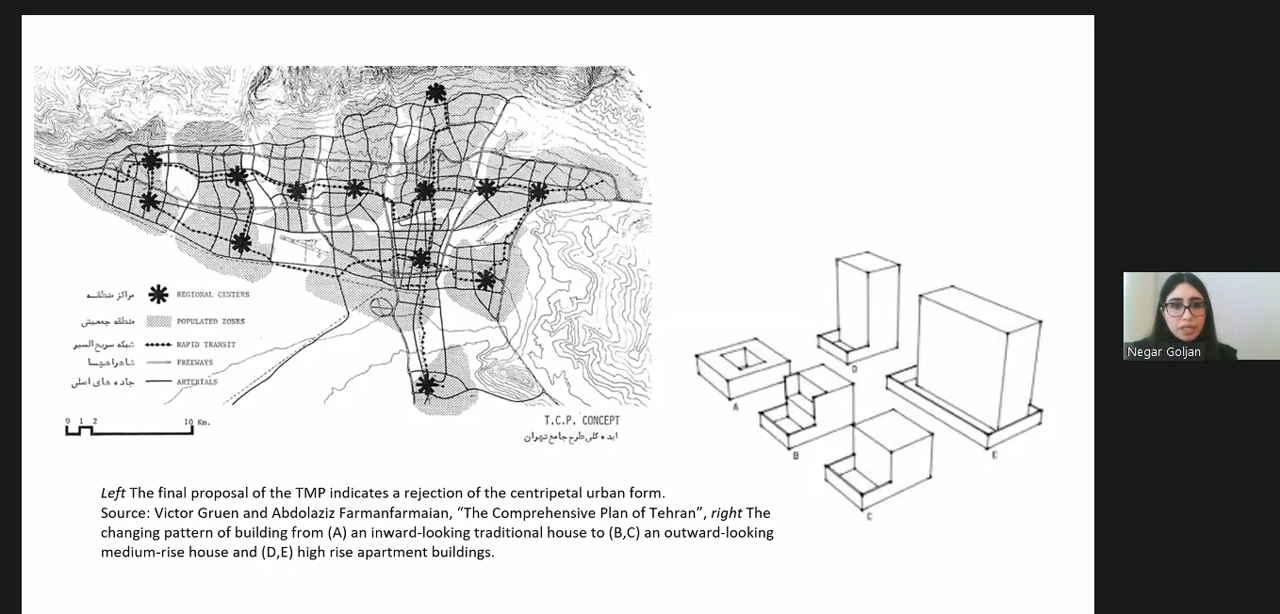 مراکز منطقه REGIONAL CENTERS
منطقه جمعیتی POPULATED ZONES
شبکه سریع السیر RAPID TRANSIT
شاهراهها FREEWAYS
جاده های اصلی ARTERIALS
0 1 2 10 Km.
T.C.P. CONCEPT
ایده کلی طرح جامع تهران
A
B
C
D
E
Left The final proposal of the TMP indicates a rejection of the centripetal urban form.
Source: Victor Gruen and Abdolaziz Farmanfarmaian, “The Comprehensive Plan of Tehran”, right The
changing pattern of building from (A) an inward-looking traditional house to (B,C) an outward-looking
medium-rise house and (D,E) high rise apartment buildings.
Negar Goljan